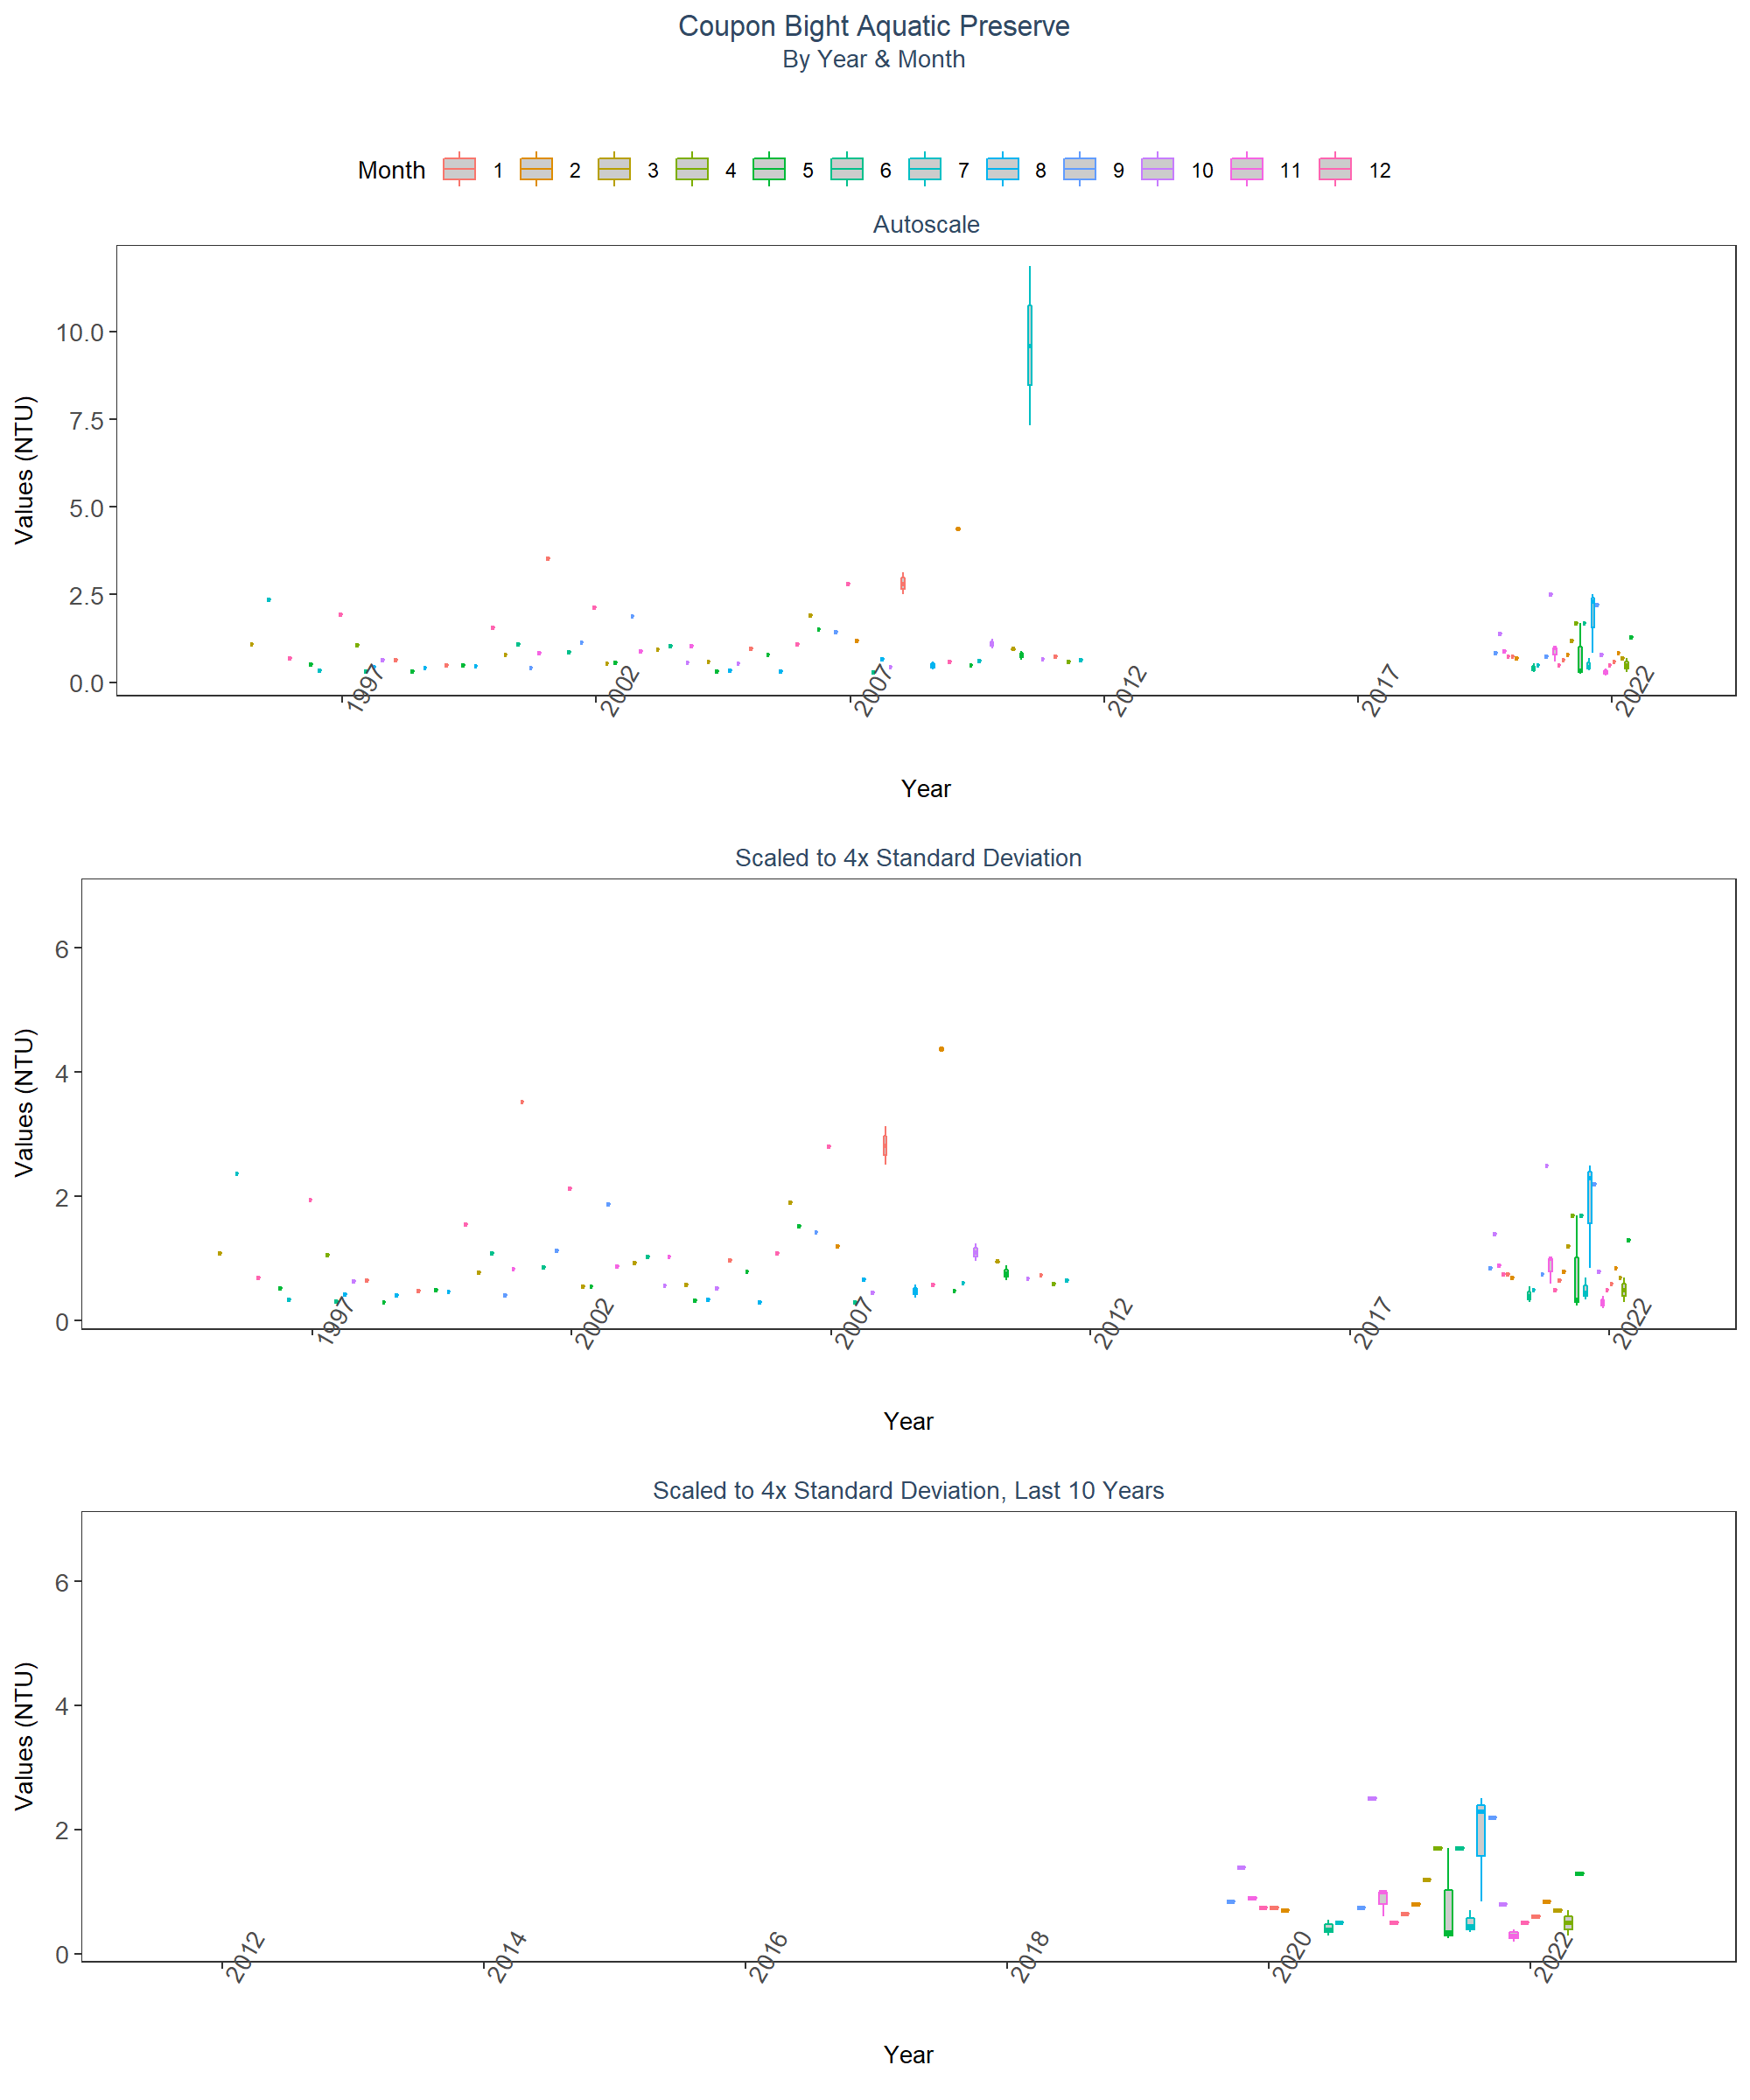 Coupon Bight Aquatic Preserve
By Year & Month
Month 1 2 3 4 5 6 7 8 9 10 11 12
Autoscale
Values (NTU)
10.0
7.5
5.0
2.5
0.0
1997 2002 2007 2012 2017 2022
Year
Scaled to 4x Standard Deviation
Values (NTU)
6
4
2
0
1997 2002 2007 2012 2017 2022
Year
Scaled to 4x Standard Deviation, Last 10 Years
Values (NTU)
6
4
2
0
2012 2014 2016 2018 2020 2022
Year